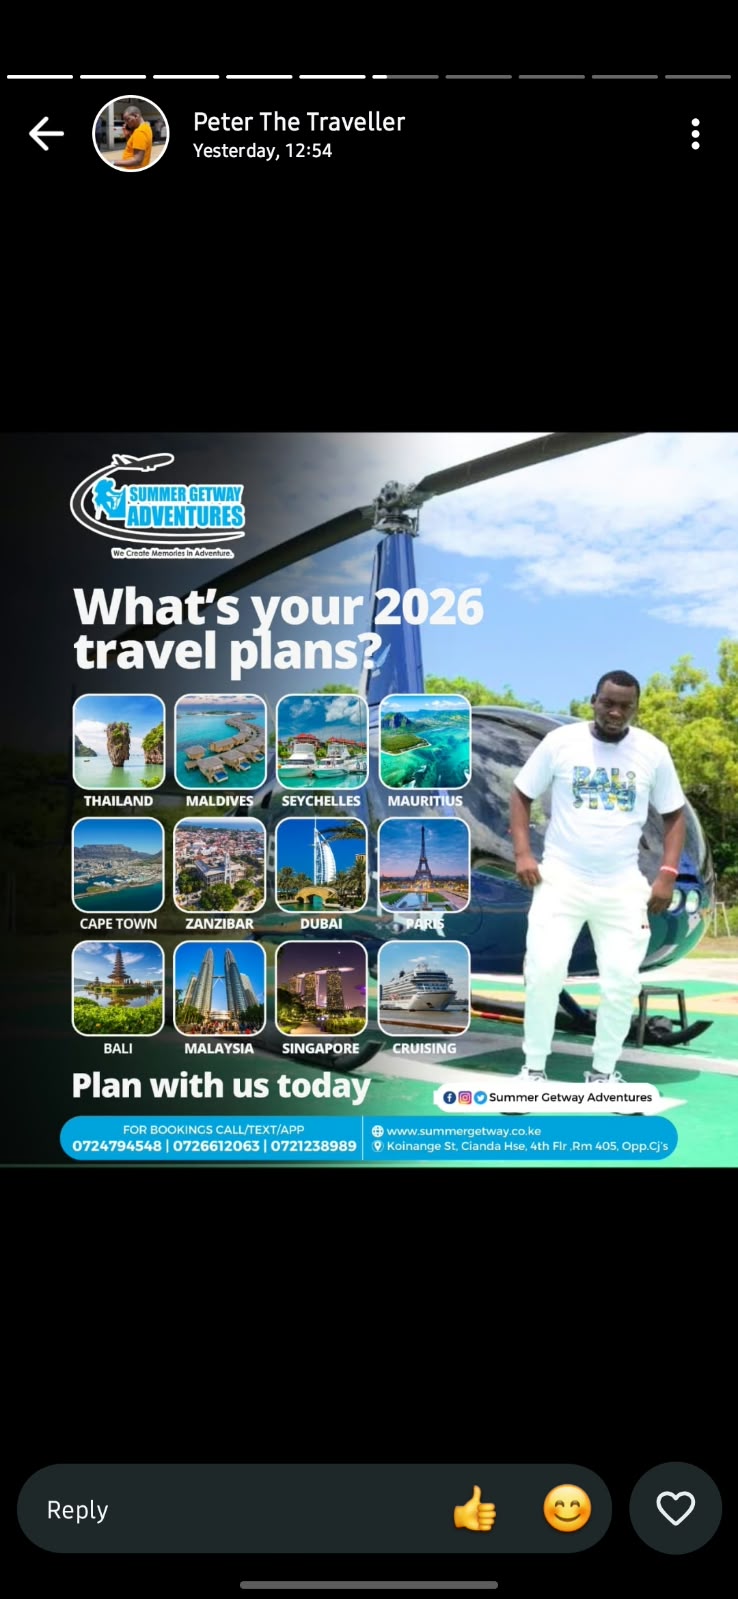 Peter The Traveller
Yesterday, 12:54
SUMMER GETWAY
ADVENTURES
We Create Memories in Adventure.
What's your 2026
travel plans?
THAILAND MALDIVES SEYCHELLES MAURITIUS
CAPE TOWN ZANZIBAR DUBAI PARIS
BALI MALAYSIA SINGAPORE CRUISING
BALI
Plan with us today
Summer Getway Adventures
FOR BOOKINGS CALL/TEXT/APP
0724794548 | 0726612063 | 0721238989
www.summergetway.co.ke
Koinange St, Cianda Hse, 4th Flr .Rm 405, Opp.Cj's
Reply